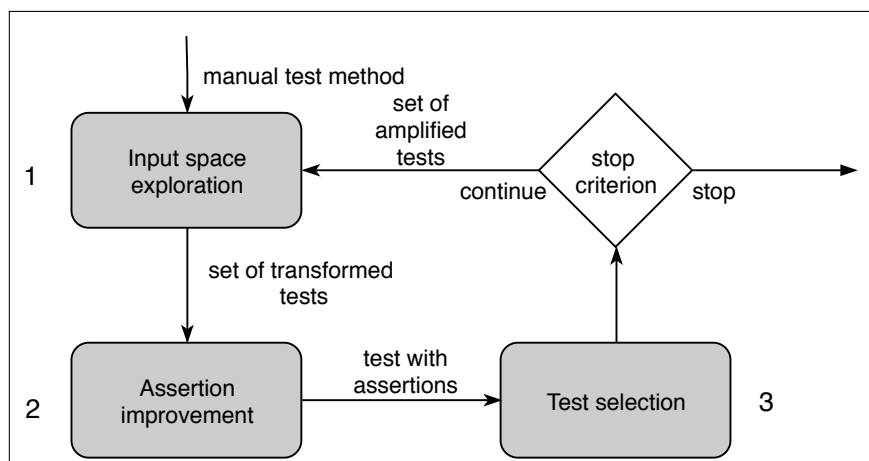 manual test method
set of
amplified
tests
1
Input space
exploration
stop
criterion
continue
stop
set of transformed
tests
test with
assertions
2
Assertion
improvement
Test selection
3